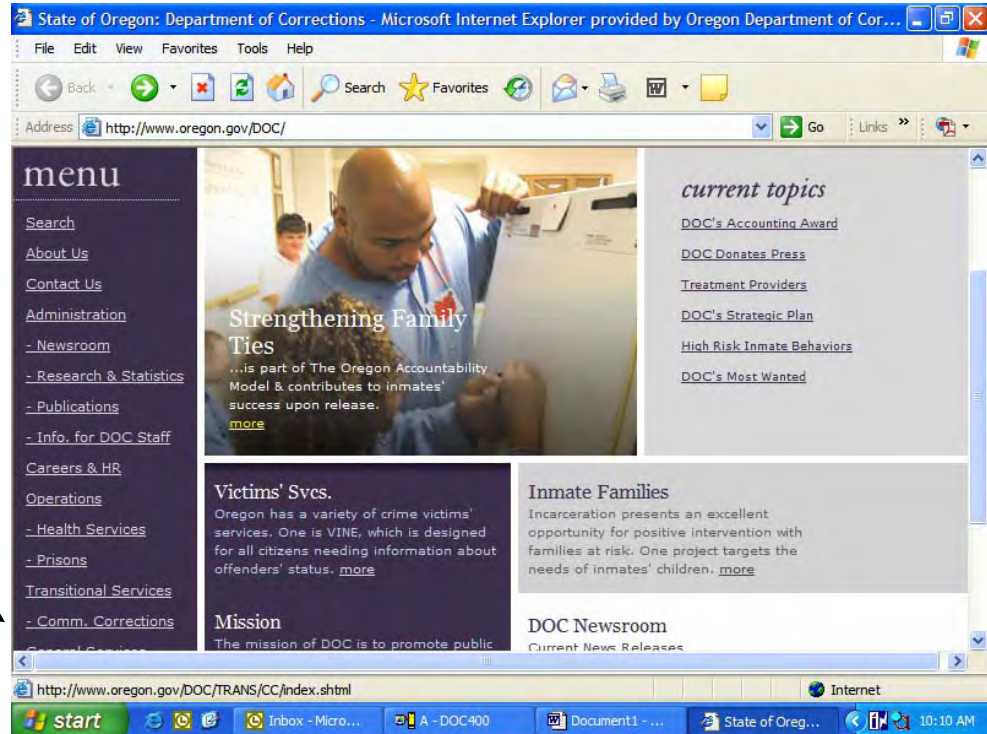 State of Oregon: Department of Corrections - Microsoft Internet Explorer provided by Oregon Department of Cor...
File Edit View Favorites Tools Help
Back Search Favorites
Address http://www.oregon.gov/DOC/ Go Links »
menu
Search
About Us
Contact Us
Administration
- Newsroom
- Research & Statistics
- Publications
- Info. for DOC Staff
Careers & HR
Operations
- Health Services
- Prisons
Transitional Services
- Comm. Corrections
General Services
Strengthening Family
Ties
...is part of The Oregon Accountability
Model & contributes to inmates'
success upon release.
more
current topics
DOC's Accounting Award
DOC Donates Press
Treatment Providers
DOC's Strategic Plan
High Risk Inmate Behaviors
DOC's Most Wanted
Victims' Svcs.
Oregon has a variety of crime victims'
services. One is VINE, which is designed
for all citizens needing information about
offenders' status. more
Inmate Families
Incarceration presents an excellent
opportunity for positive intervention with
families at risk. One project targets the
needs of inmates' children. more
Mission
The mission of DOC is to promote public
DOC Newsroom
Current News Releases
http://www.oregon.gov/DOC/TRANS/CC/index.shtml Internet
start Inbox - Micro... A - DOC400 Document1 - ... State of Oreg... 10:10 AM